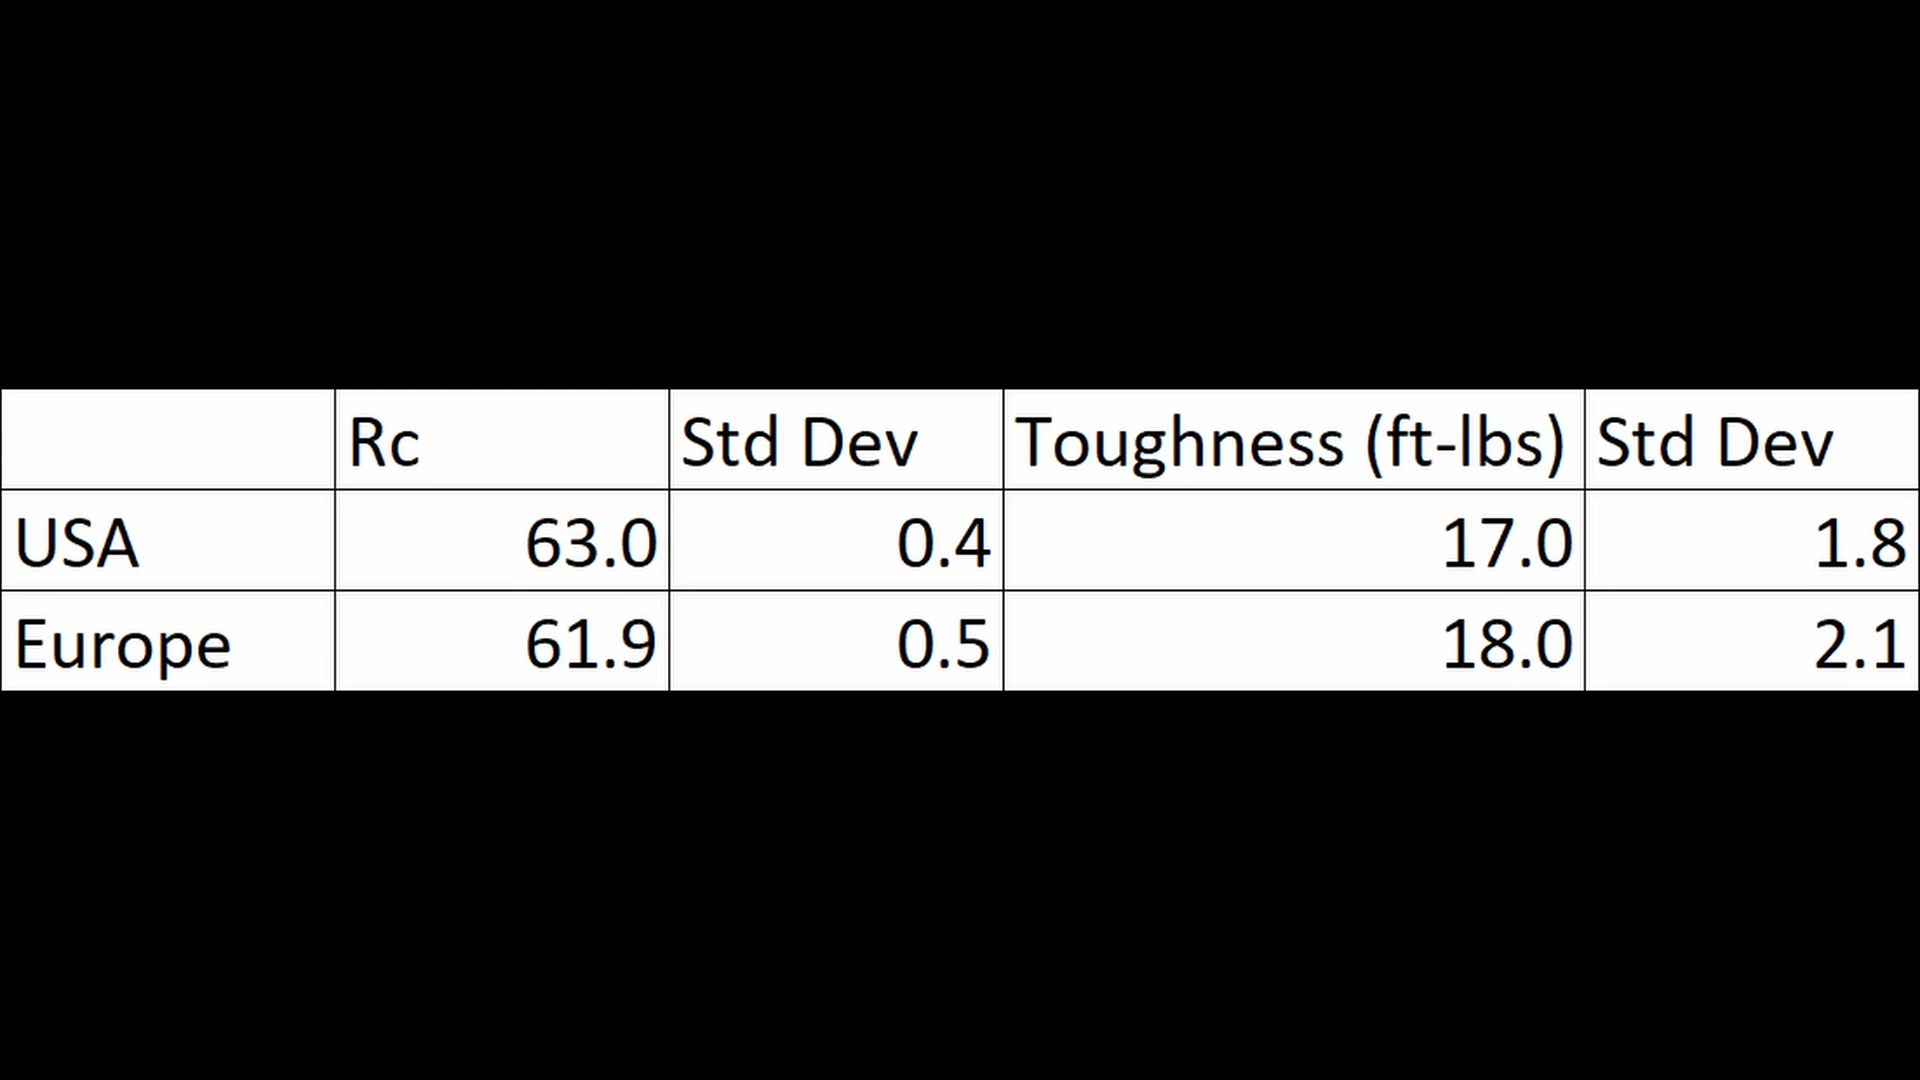 Rc Std Dev Toughness (ft-lbs) Std Dev
USA 63.0 0.4 17.0 1.8
Europe 61.9 0.5 18.0 2.1